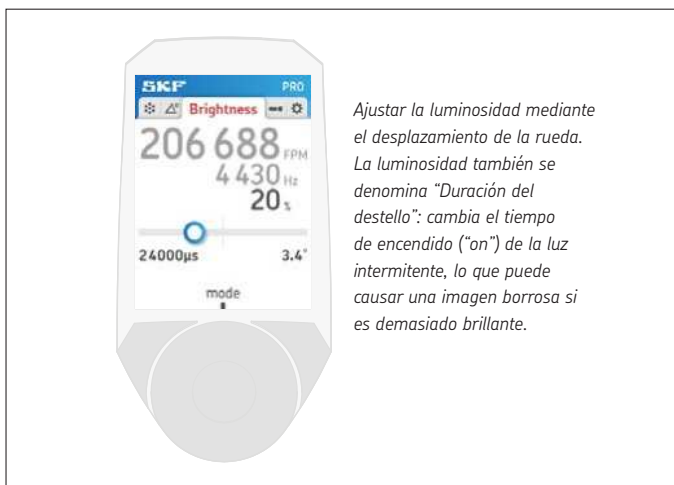 SKF PRO
Brightness
206 688 FPM
4 430 Hz
20 %
24000µs 3.4°
mode
Ajustar la luminosidad mediante
el desplazamiento de la rueda.
La luminosidad también se
denomina “Duración del
destello”: cambia el tiempo
de encendido (“on”) de la luz
intermitente, lo que puede
causar una imagen borrosa si
es demasiado brillante.